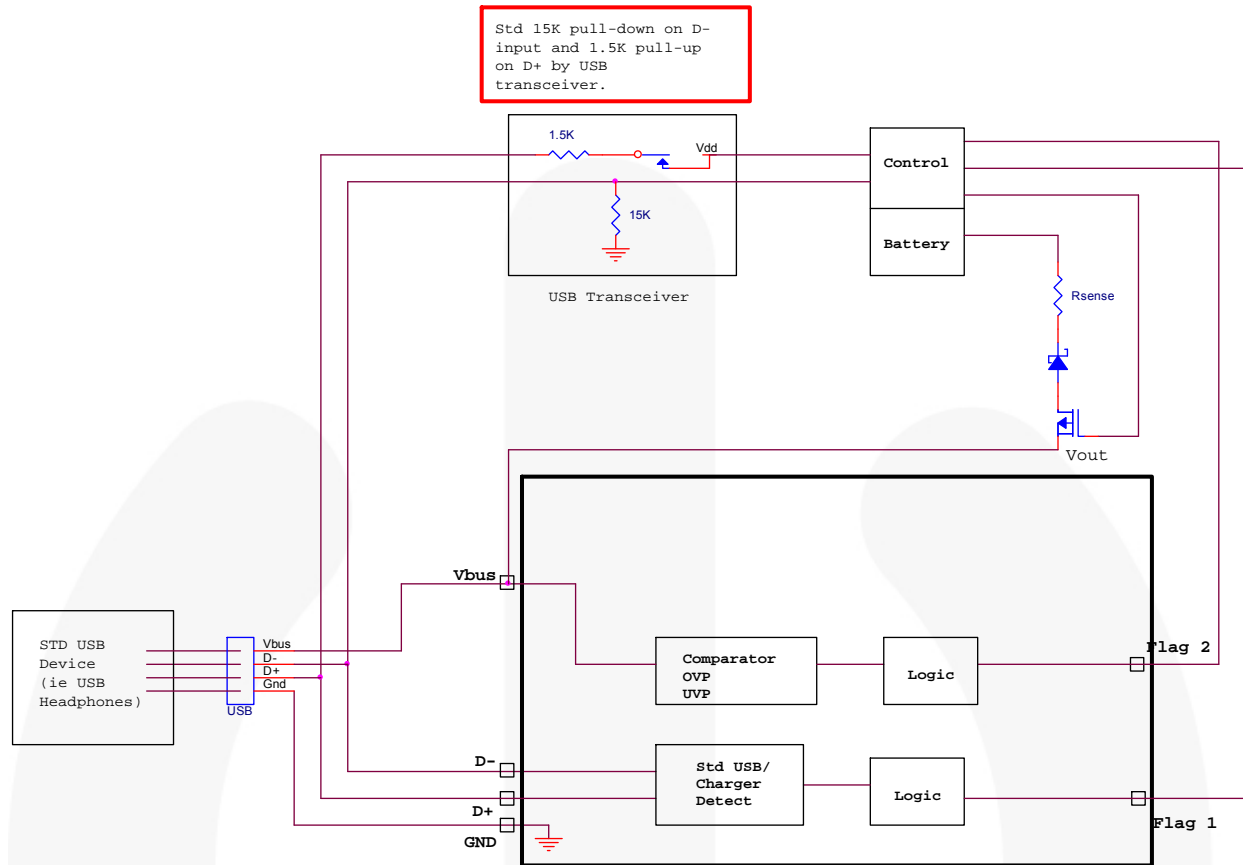 Std 15K pull-down on D-
input and 1.5K pull-up
on D+ by USB
transceiver.
1.5K
Vdd
15K
USB Transceiver
Control
Battery
Rsense
Vout
Vbus
STD USB
Device
(ie USB
Headphones)
Vbus
D-
D+
Gnd
USB
Comparator
OVP
UVP
Logic
Flag 2
D-
D+
GND
Std USB/
Charger
Detect
Logic
Flag 1